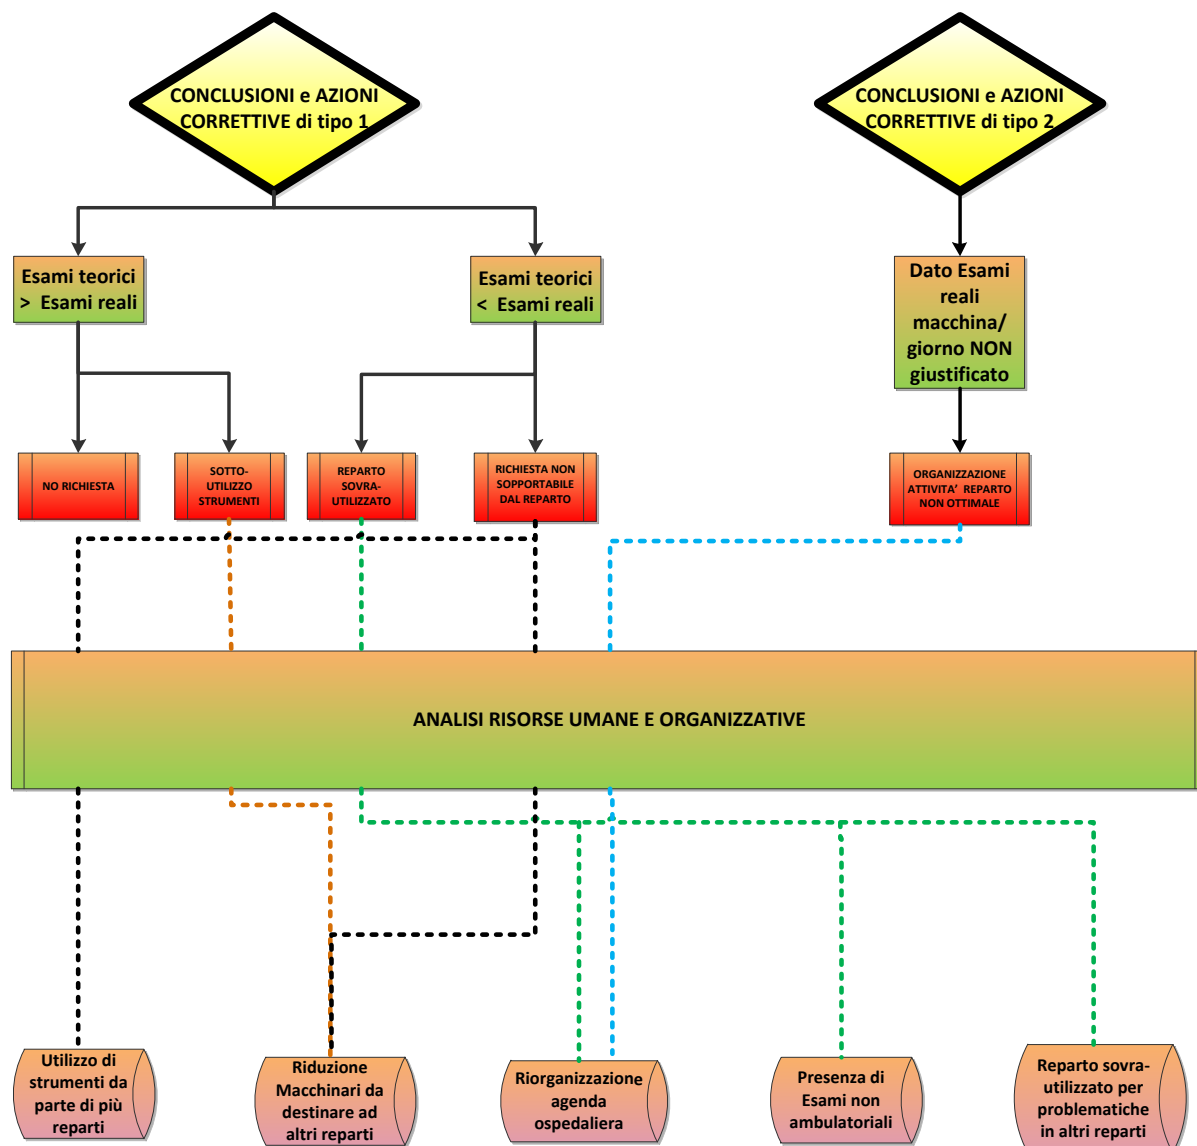 CONCLUSIONI e AZIONI
CORRETTIVE di tipo 1
CONCLUSIONI e AZIONI
CORRETTIVE di tipo 2
Esami teorici
> Esami reali
Esami teorici
< Esami reali
Dato Esami
reali
macchina/
giorno NON
giustificato
NO RICHIESTA
SOTTO-
UTILIZZO
STRUMENTI
REPARTO
SOVRA-
UTILIZZATO
RICHIESTA NON
SOPPORTABILE
DAL REPARTO
ORGANIZZAZIONE
ATTIVITA’ REPARTO
NON OTTIMALE
ANALISI RISORSE UMANE E ORGANIZZATIVE
Utilizo di
strumenti da
parte di più
reparti
Riduzione
Macchinari da
destinare ad
altri reparti
Riorganizzazione
agenda
ospedaliera
Presenza di
Esami non
ambulatoriali
Reparto sovra-
utilizzato per
problematiche
in altri reparti